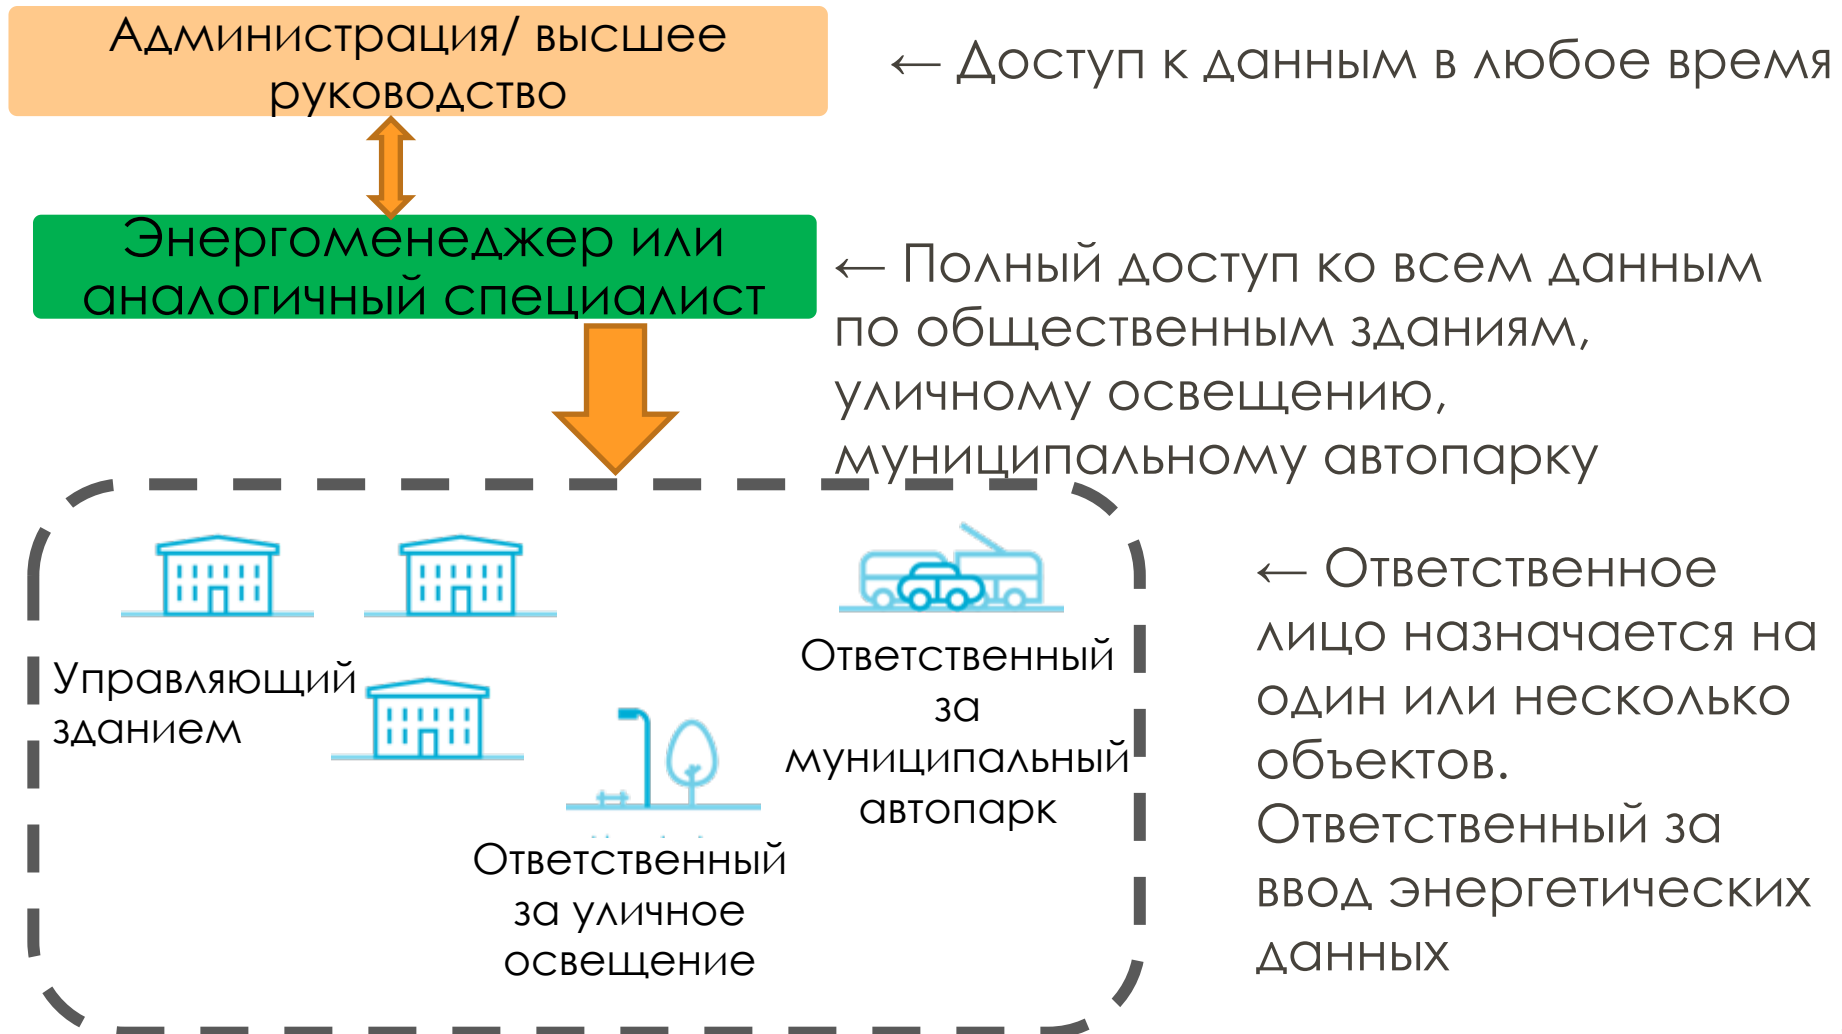 Администрация/ высшее
руководство
← Доступ к данным в любое время
Энергоменеджер или
аналогичный специалист
← Полный доступ ко всем данным
по общественным зданиям,
уличному освещению,
муниципальному автопарку
Управляющий
зданием
Ответственный
за
муниципальный
автопарк
Ответственный
за уличное
освещение
← Ответственное
лицо назначается на
один или несколько
объектов.
Ответственный за
ввод энергетических
данных